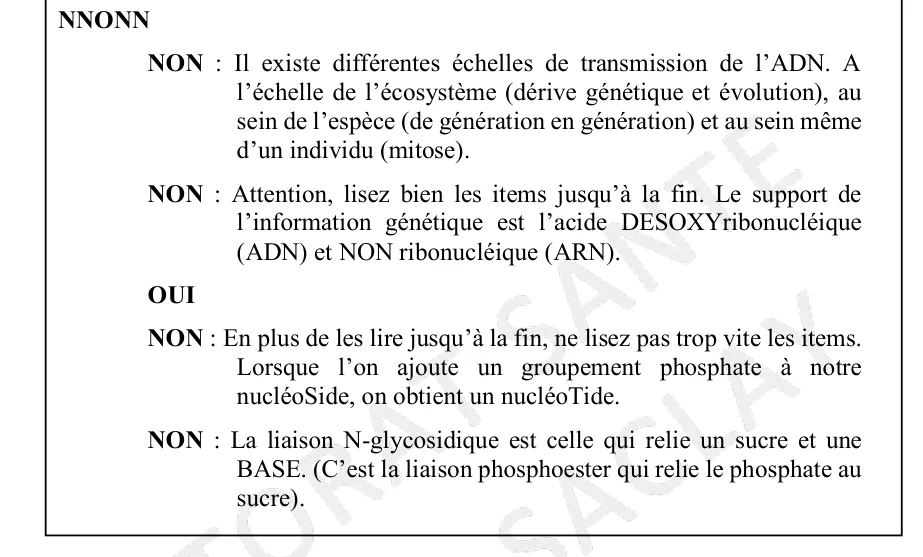 NNONN
NON : Il existe différentes échelles de transmission de l’ADN. A
l’échelle de l’écosystème (dérive génétique et évolution), au
sein de l’espèce (de génération en génération) et au sein même
d’un individu (mitose).
NON : Attention, lisez bien les items jusqu’à la fin. Le support de
l’information génétique est l’acide DESOXYribonucléique
(ADN) et NON ribonucléique (ARN).
OUI
NON : En plus de les lire jusqu’à la fin, ne lisez pas trop vite les items.
Lorsque l’on ajoute un groupement phosphate à notre
nucléoSide, on obtient un nucléoTide.
NON : La liaison N-glycosidique est celle qui relie un sucre et une
BASE. (C’est la liaison phosphoester qui relie le phosphate au
sucre).
TORAT SANTE
SACLAY